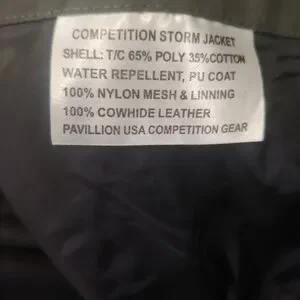 COMPETITION STORM JACKET
SHELL: T/C 65% POLY 35%COTTON
WATER REPELLENT, PU COAT
100% NYLON MESH & LINNING
100% COWHIDE LEATHER
PAVILLION USA COMPETITION GEAR